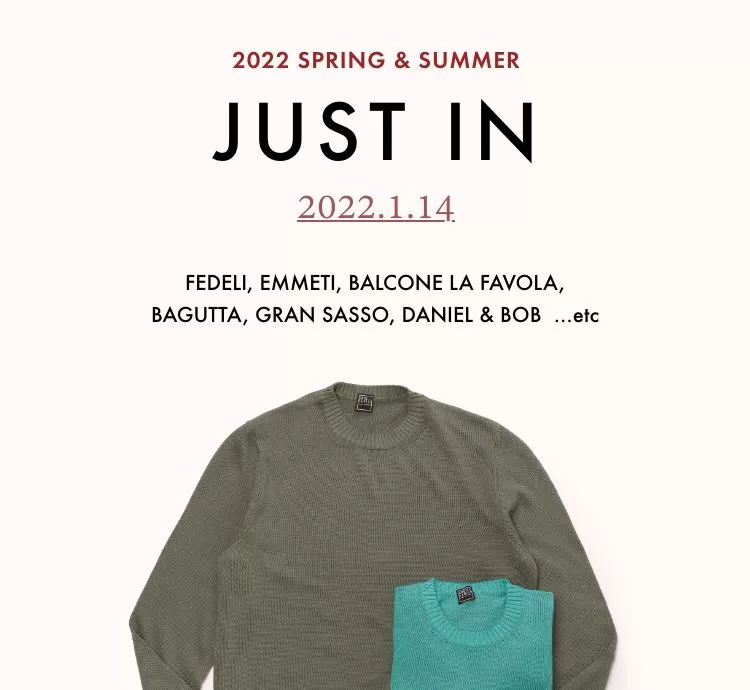 2022 SPRING & SUMMER
JUST IN
2022.1.14
FEDELI, EMMETI, BALCONE LA FAVOLA,
BAGUTTA, GRAN SASSO, DANIEL & BOB ...etc